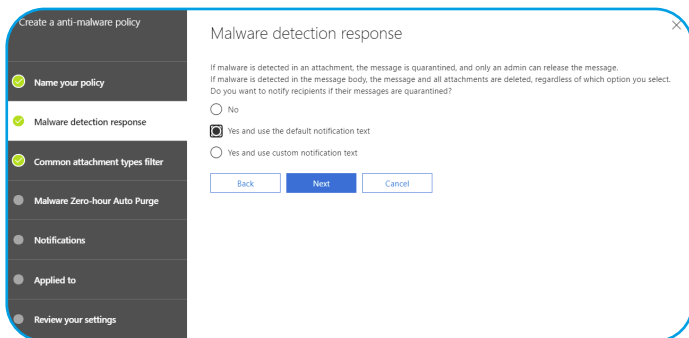 Create a anti-malware policy
Name your policy
Malware detection response
Common attachment types filter
Malware Zero-hour Auto Purge
Notifications
Applied to
Review your settings
Malware detection response
If malware is detected in an attachment, the message is quarantined, and only an admin can release the message.
If malware is detected in the message body, the message and all attachments are deleted, regardless of which option you select.
Do you want to notify recipients if their messages are quarantined?
No
Yes and use the default notification text
Yes and use custom notification text
Back Next Cancel